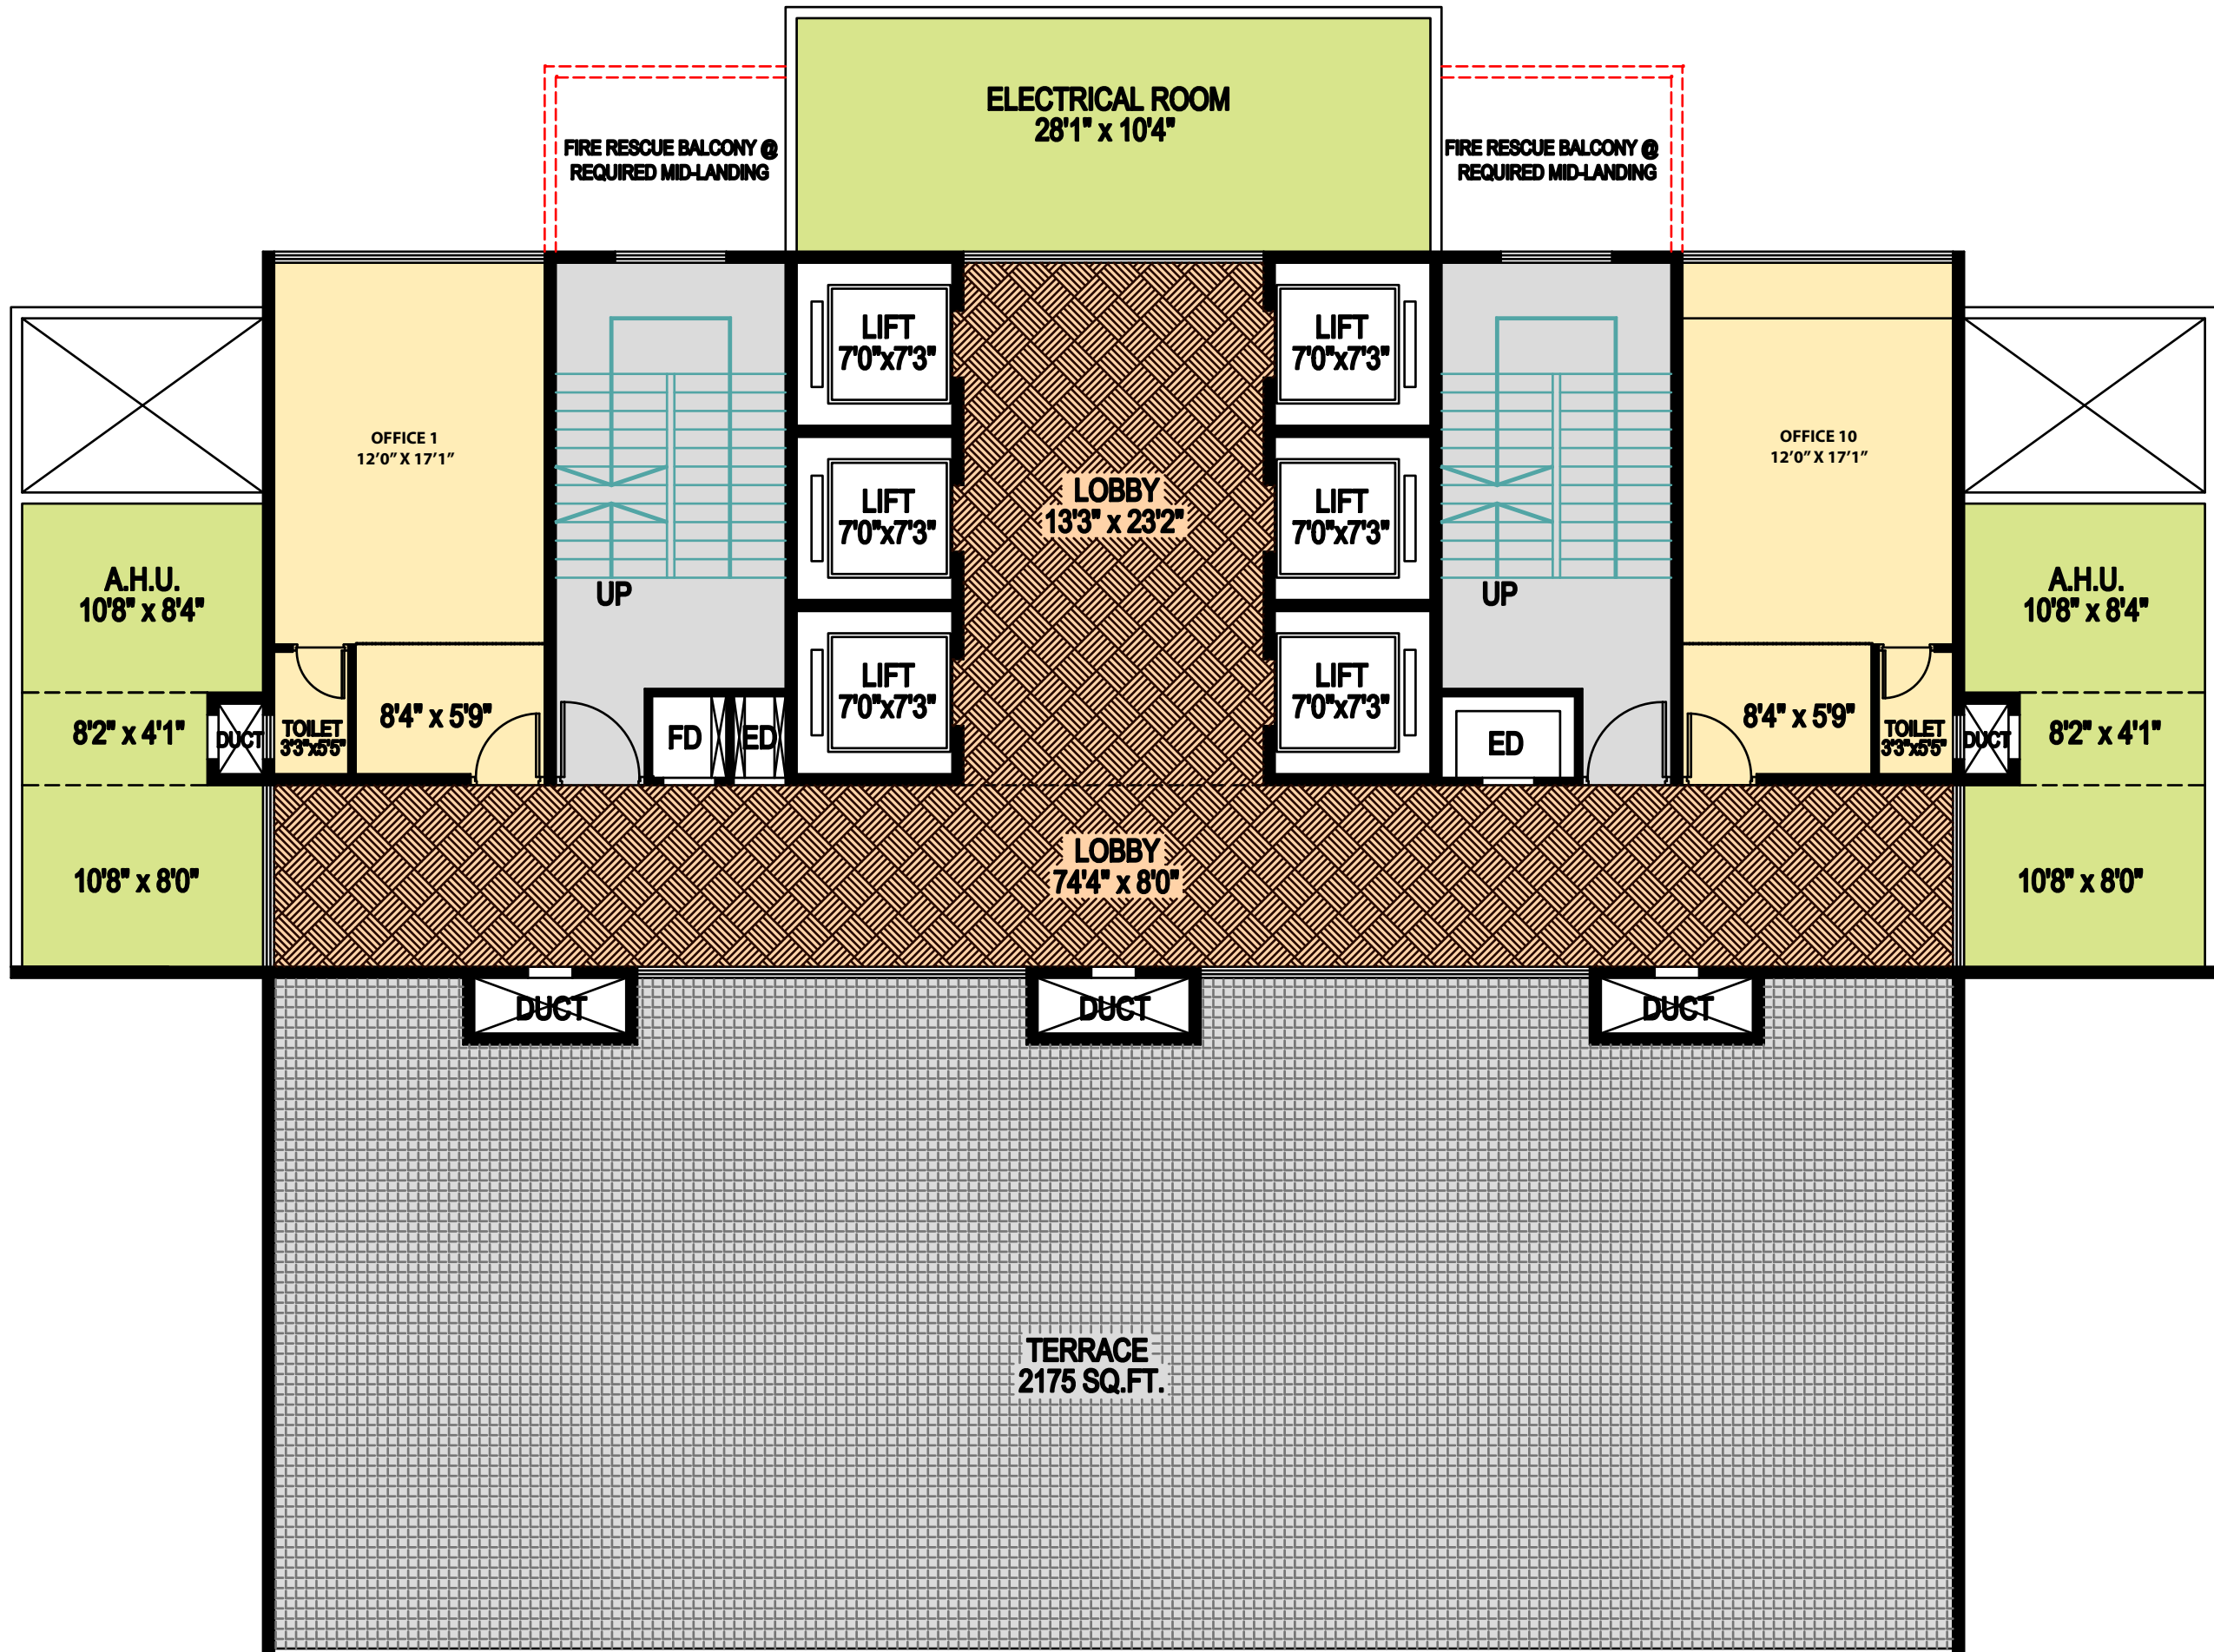 ELECTRICAL ROOM
28'1" x 10'4"
FIRE RESCUE BALCONY @
REQUIRED MID-LANDING
FIRE RESCUE BALCONY @
REQUIRED MID-LANDING
OFFICE 1
12'0" X 17'1"
LIFT
7'0"x7'3"
LIFT
7'0"x7'3"
OFFICE 10
12'0" X 17'1"
LIFT
7'0"x7'3"
LOBBY
13'3" x 23'2"
LIFT
7'0"x7'3"
A.H.U.
10'8" x 8'4"
UP
UP
A.H.U.
10'8" x 8'4"
LIFT
7'0"x7'3"
LIFT
7'0"x7'3"
8'2" x 4'1"
DUCT
TOILET
3'3"x5'5"
8'4" x 5'9"
FD
ED
ED
8'4" x 5'9"
TOILET
3'3"x5'5"
DUCT
8'2" x 4'1"
10'8" x 8'0"
LOBBY
74'4" x 8'0"
10'8" x 8'0"
DUCT
DUCT
DUCT
TERRACE
2175 SQ.FT.